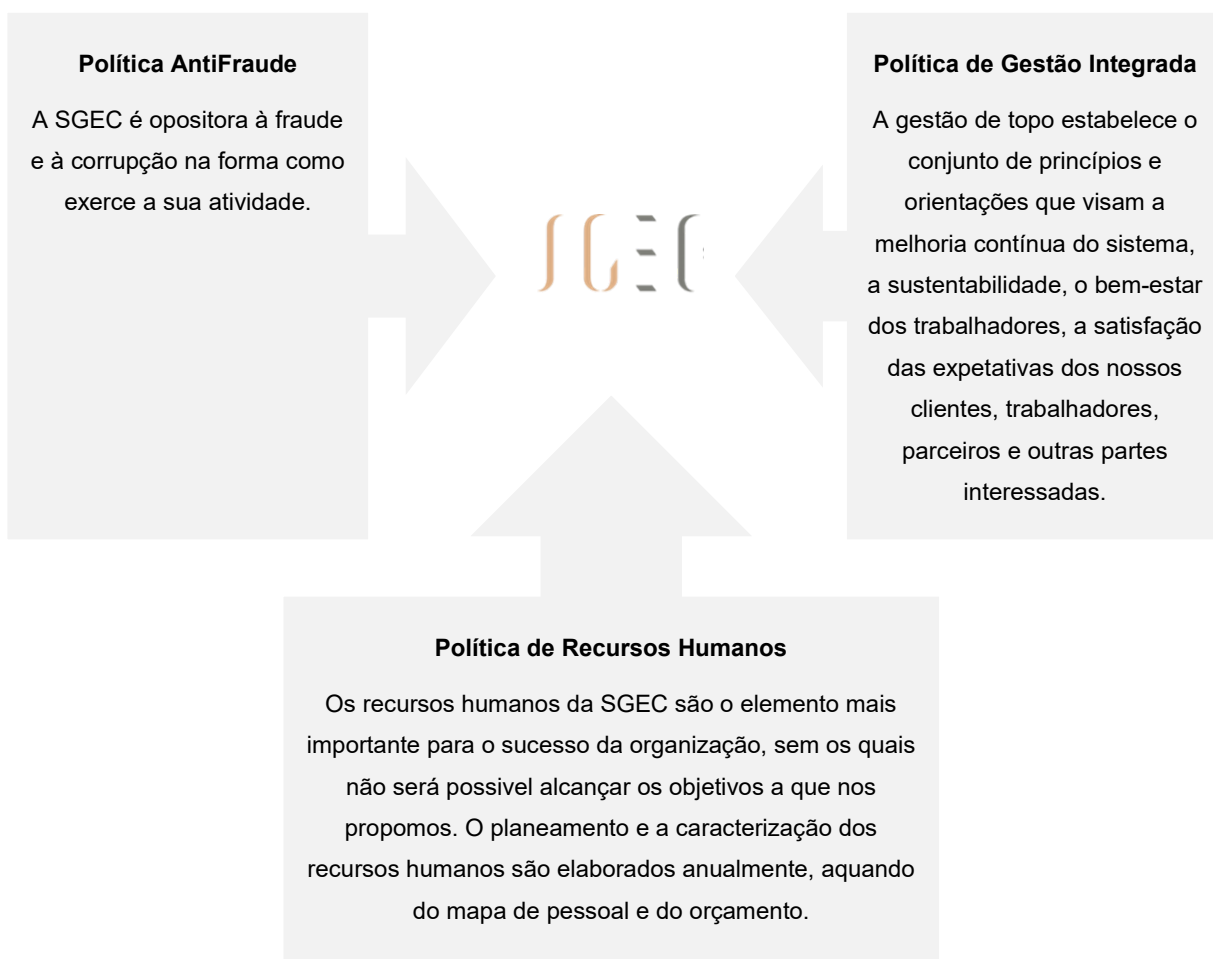 Política AntiFraude
A SGEC é opositora à fraude
e à corrupção na forma como
exerce a sua atividade.
SGEC
Política de Gestão Integrada
A gestão de topo estabelece o
conjunto de princípios e
orientações que visam a
melhoria contínua do sistema,
a sustentabilidade, o bem-estar
dos trabalhadores, a satisfação
das expetativas dos nossos
clientes, trabalhadores,
parceiros e outras partes
interessadas.
Política de Recursos Humanos
Os recursos humanos da SGEC são o elemento mais
importante para o sucesso da organização, sem os quais
não será possivel alcançar os objetivos a que nos
propomos. O planeamento e a caracterização dos
recursos humanos são elaborados anualmente, aquando
do mapa de pessoal e do orçamento.